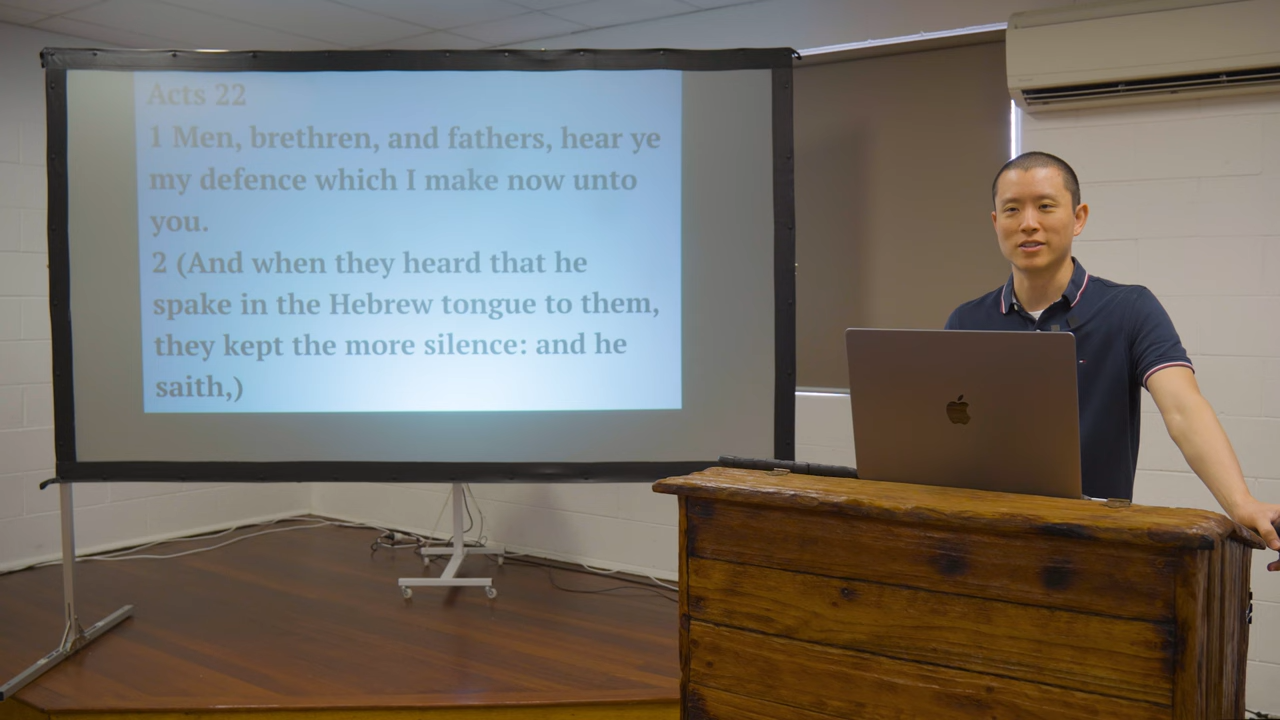 Acts 22
1 Men, brethren, and fathers, hear ye
my defence which I make now unto
you.
2 (And when they heard that he
spake in the Hebrew tongue to them,
they kept the more silence: and he
saith,)